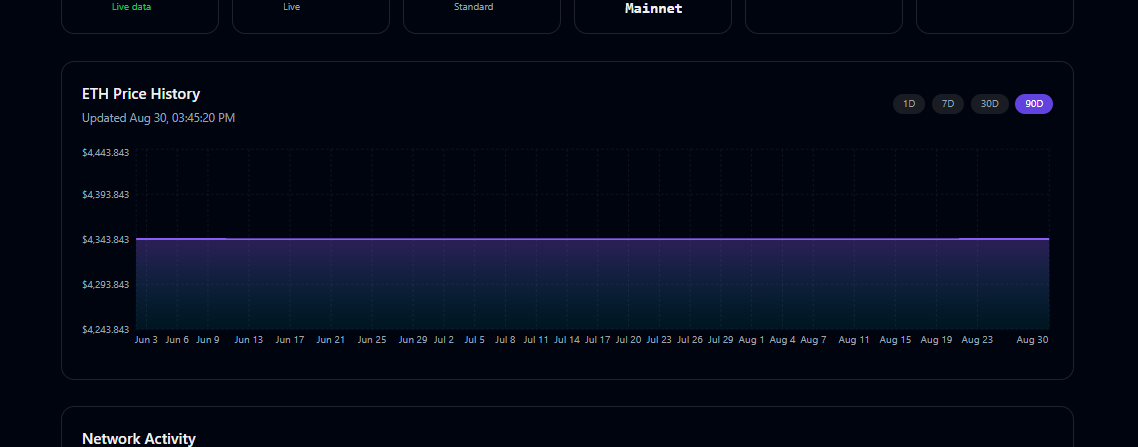 Live data
Live
Standard
Mainnet
ETH Price History
1D 7D 30D 90D
Updated Aug 30, 03:45:20 PM
$4,443.843
$4,393.843
$4,343.843
$4,293.843
$4,243.843
Jun 3 Jun 6 Jun 9 Jun 13 Jun 17 Jun 21 Jun 25 Jun 29 Jul 2 Jul 5 Jul 8 Jul 11 Jul 14 Jul 17 Jul 20 Jul 23 Jul 26 Jul 29 Aug 1 Aug 4 Aug 7 Aug 11 Aug 15 Aug 19 Aug 23 Aug 30
Network Activity